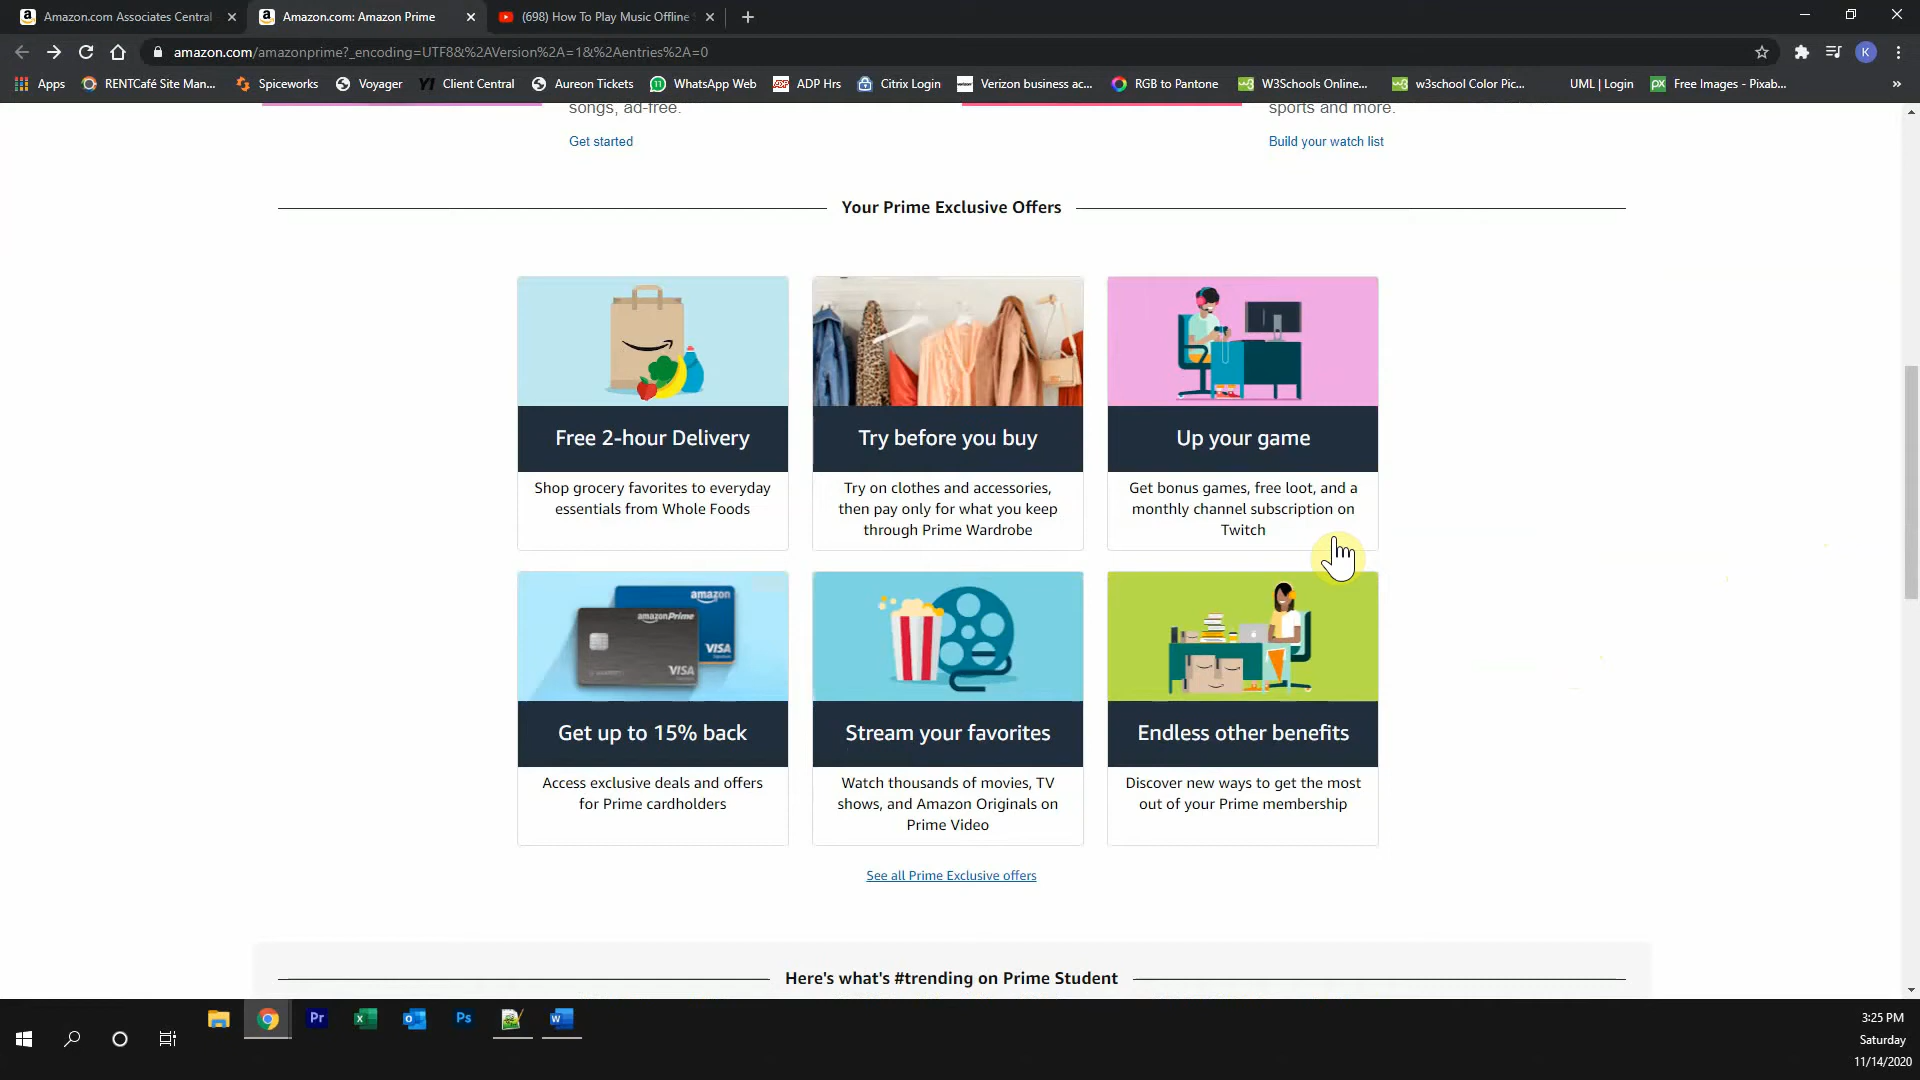 Amazon.com Associates Central
Amazon.com: Amazon Prime
(698) How To Play Music Offline
amazon.com/amazonprime?_encoding=UTF8&%2AVersion%2A=1&%2Aentries%2A=0
K
Apps
RENTCafé Site Man...
Spiceworks
Voyager
Client Central
Aureon Tickets
WhatsApp Web
ADP Hrs
Citrix Login
Verizon business ac...
RGB to Pantone
W3Schools Online...
w3school Color Pic...
UML | Login
Free Images - Pixab...
songs, ad-free.
Get started
sports and more.
Build your watch list
Your Prime Exclusive Offers
Free 2-hour Delivery
Shop grocery favorites to everyday
essentials from Whole Foods
Try before you buy
Try on clothes and accessories,
then pay only for what you keep
through Prime Wardrobe
Up your game
Get bonus games, free loot, and a
monthly channel subscription on
Twitch
amazon
amazonPrime
VISA
VISA
Get up to 15% back
Access exclusive deals and offers
for Prime cardholders
Stream your favorites
Watch thousands of movies, TV
shows, and Amazon Originals on
Prime Video
Endless other benefits
Discover new ways to get the most
out of your Prime membership
See all Prime Exclusive offers
Here's what's #trending on Prime Student
Pr
Ps
3:25 PM
Saturday
11/14/2020